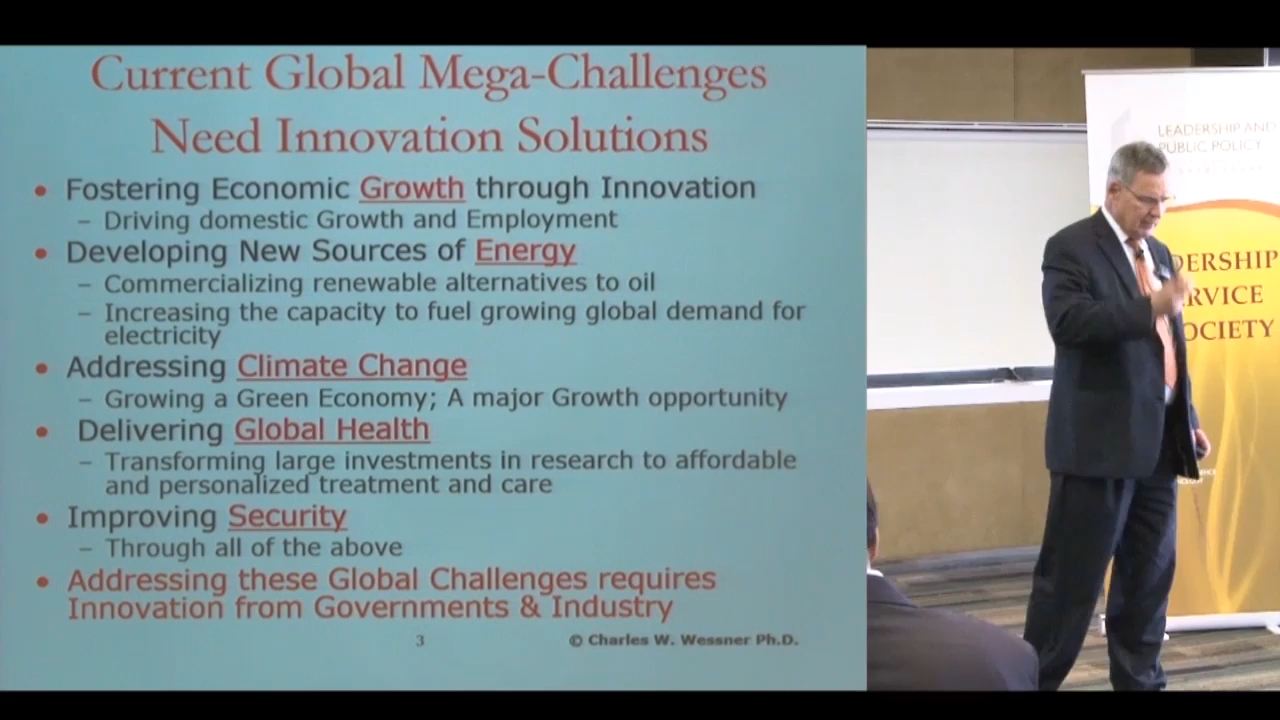 Current Global Mega-Challenges
Need Innovation Solutions
• Fostering Economic Growth through Innovation
– Driving domestic Growth and Employment
• Developing New Sources of Energy
– Commercializing renewable alternatives to oil
– Increasing the capacity to fuel growing global demand for
electricity
• Addressing Climate Change
– Growing a Green Economy; A major Growth opportunity
• Delivering Global Health
– Transforming large investments in research to affordable
and personalized treatment and care
• Improving Security
– Through all of the above
• Addressing these Global Challenges requires
Innovation from Governments & Industry
3
© Charles W. Wessner Ph.D.
LEADERSHIP AND
PUBLIC POLICY
DERSHIP
RVICE
OCIETY